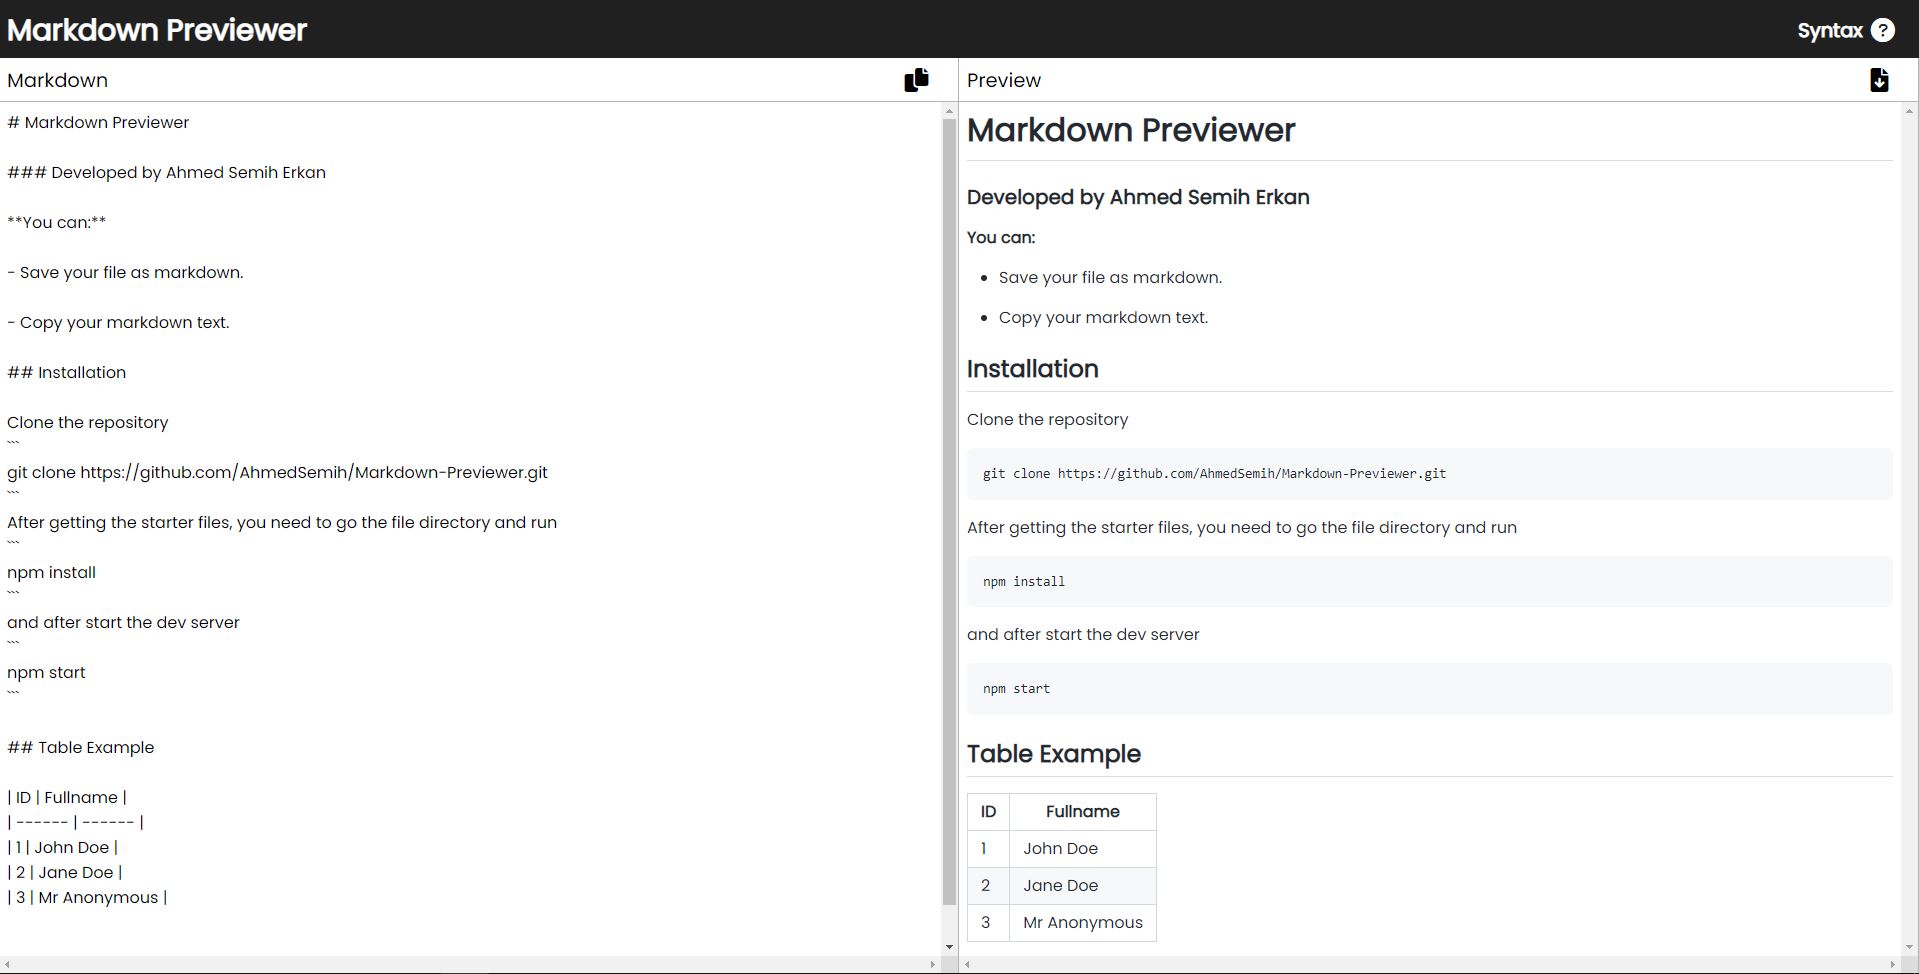 Markdown Previewer
Syntax ?
Markdown
# Markdown Previewer
### Developed by Ahmed Semih Erkan
**You can:**
- Save your file as markdown.
- Copy your markdown text.
## Installation
Clone the repository
```
git clone https://github.com/AhmedSemih/Markdown-Previewer.git
```
After getting the starter files, you need to go the file directory and run
```
npm install
```
and after start the dev server
```
npm start
```
## Table Example
| ID | Fullname |
| ------ | ------ |
| 1 | John Doe |
| 2 | Jane Doe |
| 3 | Mr Anonymous |
Preview
Markdown Previewer
Developed by Ahmed Semih Erkan
You can:
• Save your file as markdown.
• Copy your markdown text.
Installation
Clone the repository
git clone https://github.com/AhmedSemih/Markdown-Previewer.git
After getting the starter files, you need to go the file directory and run
npm install
and after start the dev server
npm start
Table Example
ID Fullname
1 John Doe
2 Jane Doe
3 Mr Anonymous